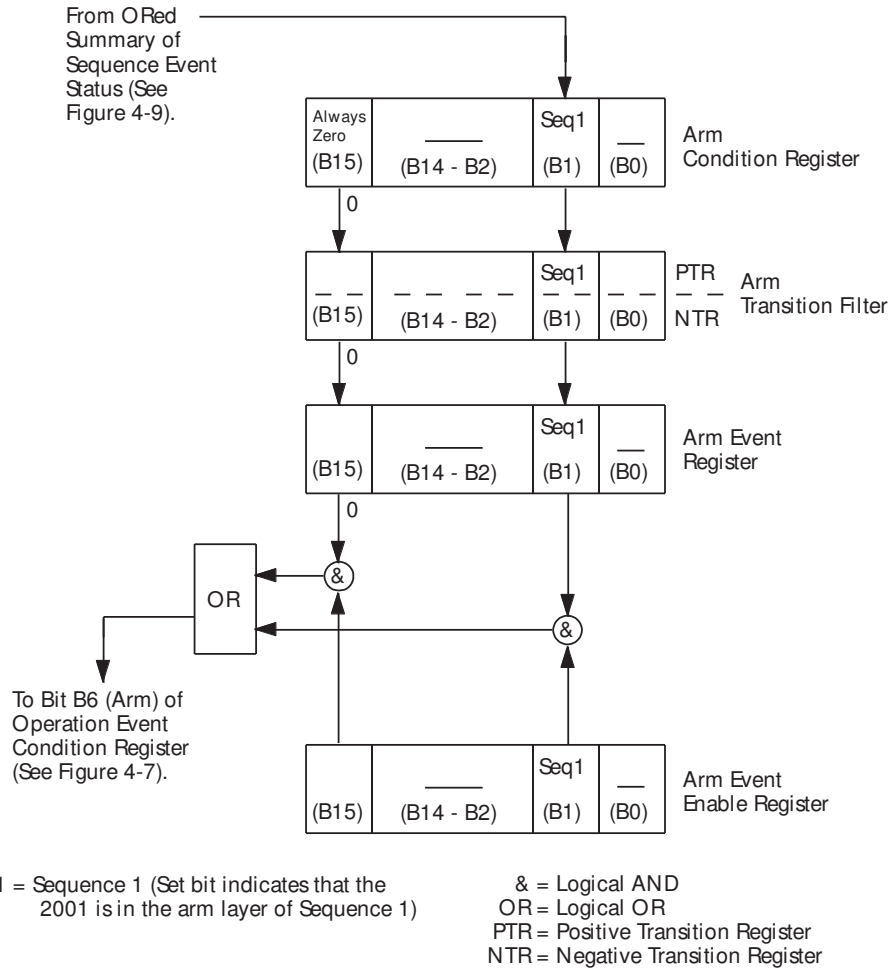 From ORed
Summary of
Sequence Event
Status (See
Figure 4-9).
Always
Zero
(B15)
(B14 - B2)
Seq1
(B1)
(B0)
Arm
Condition Register
0
(B15)
(B14 - B2)
Seq1
(B1)
(B0)
PTR
NTR
Arm
Transition Filter
0
(B15)
(B14 - B2)
Seq1
(B1)
(B0)
Arm Event
Register
0
&
OR
&
To Bit B6 (Arm) of
Operation Event
Condition Register
(See Figure 4-7).
(B15)
(B14 - B2)
Seq1
(B1)
(B0)
Arm Event
Enable Register
= Sequence 1 (Set bit indicates that the
2001 is in the arm layer of Sequence 1)
& = Logical AND
OR = Logical OR
PTR = Positive Transition Register
NTR = Negative Transition Register